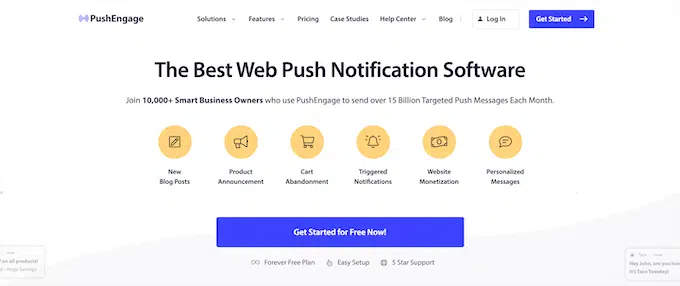 PushEngage
Solutions
Features
Pricing
Case Studies
Help Center
Blog
Log In
Get Started
The Best Web Push Notification Software
Join 10,000+ Smart Business Owners who use PushEngage to send over 15 Billion Targeted Push Messages Each Month.
New
Blog Posts
Product
Announcement
Cart
Abandonment
Triggered
Notifications
Website
Monetization
Personalized
Messages
Get Started for Free Now!
on all products!
- Huge Savings
Hey John, are you
It's Taco Tuesday!
Forever Free Plan
Easy Setup
5 Star Support